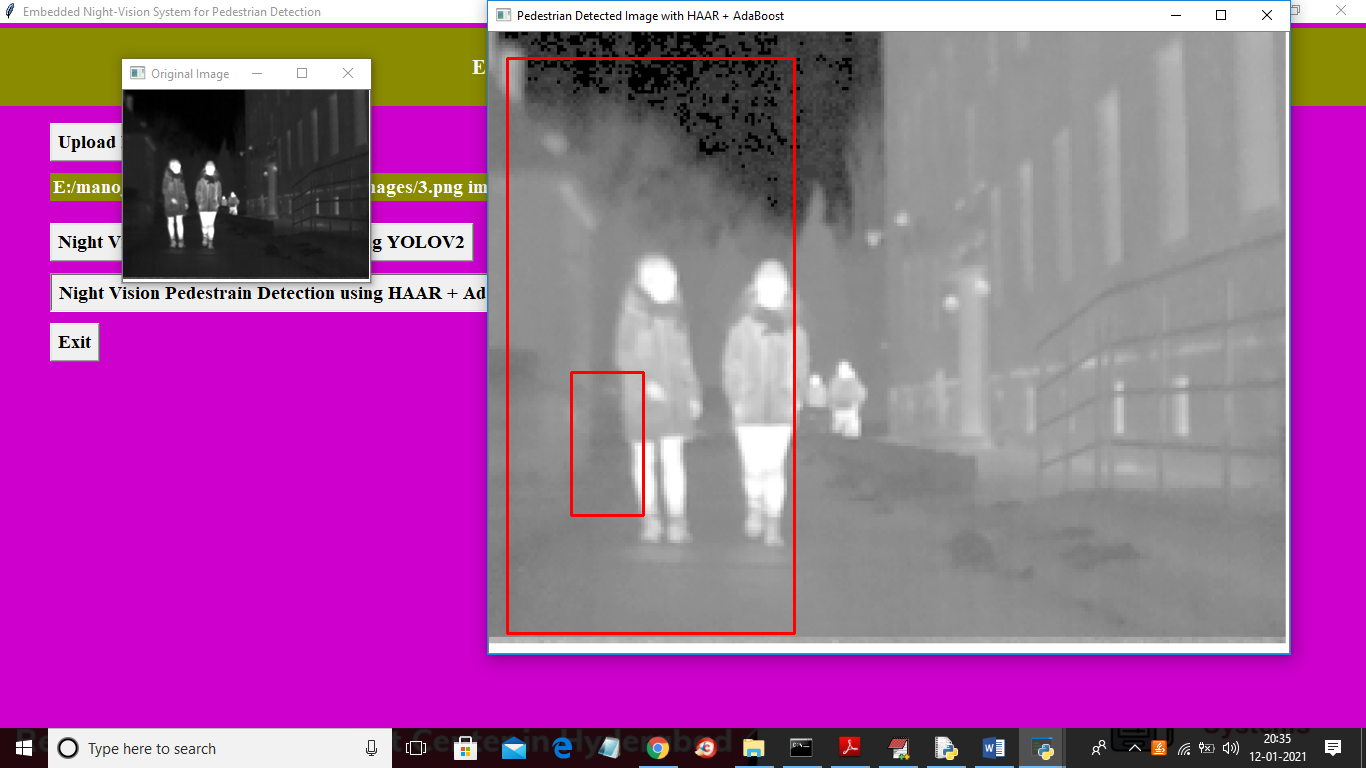 Embedded Night-Vision System for Pedestrian Detection
Pedestrian Detected Image with HAAR + AdaBoost
E
Original Image
Upload
E:/mano
ages/3.png im
Night V
g YOLOV2
Night Vision Pedestrain Detection using HAAR + Ad
Exit
Type here to search
20:35
12-01-2021